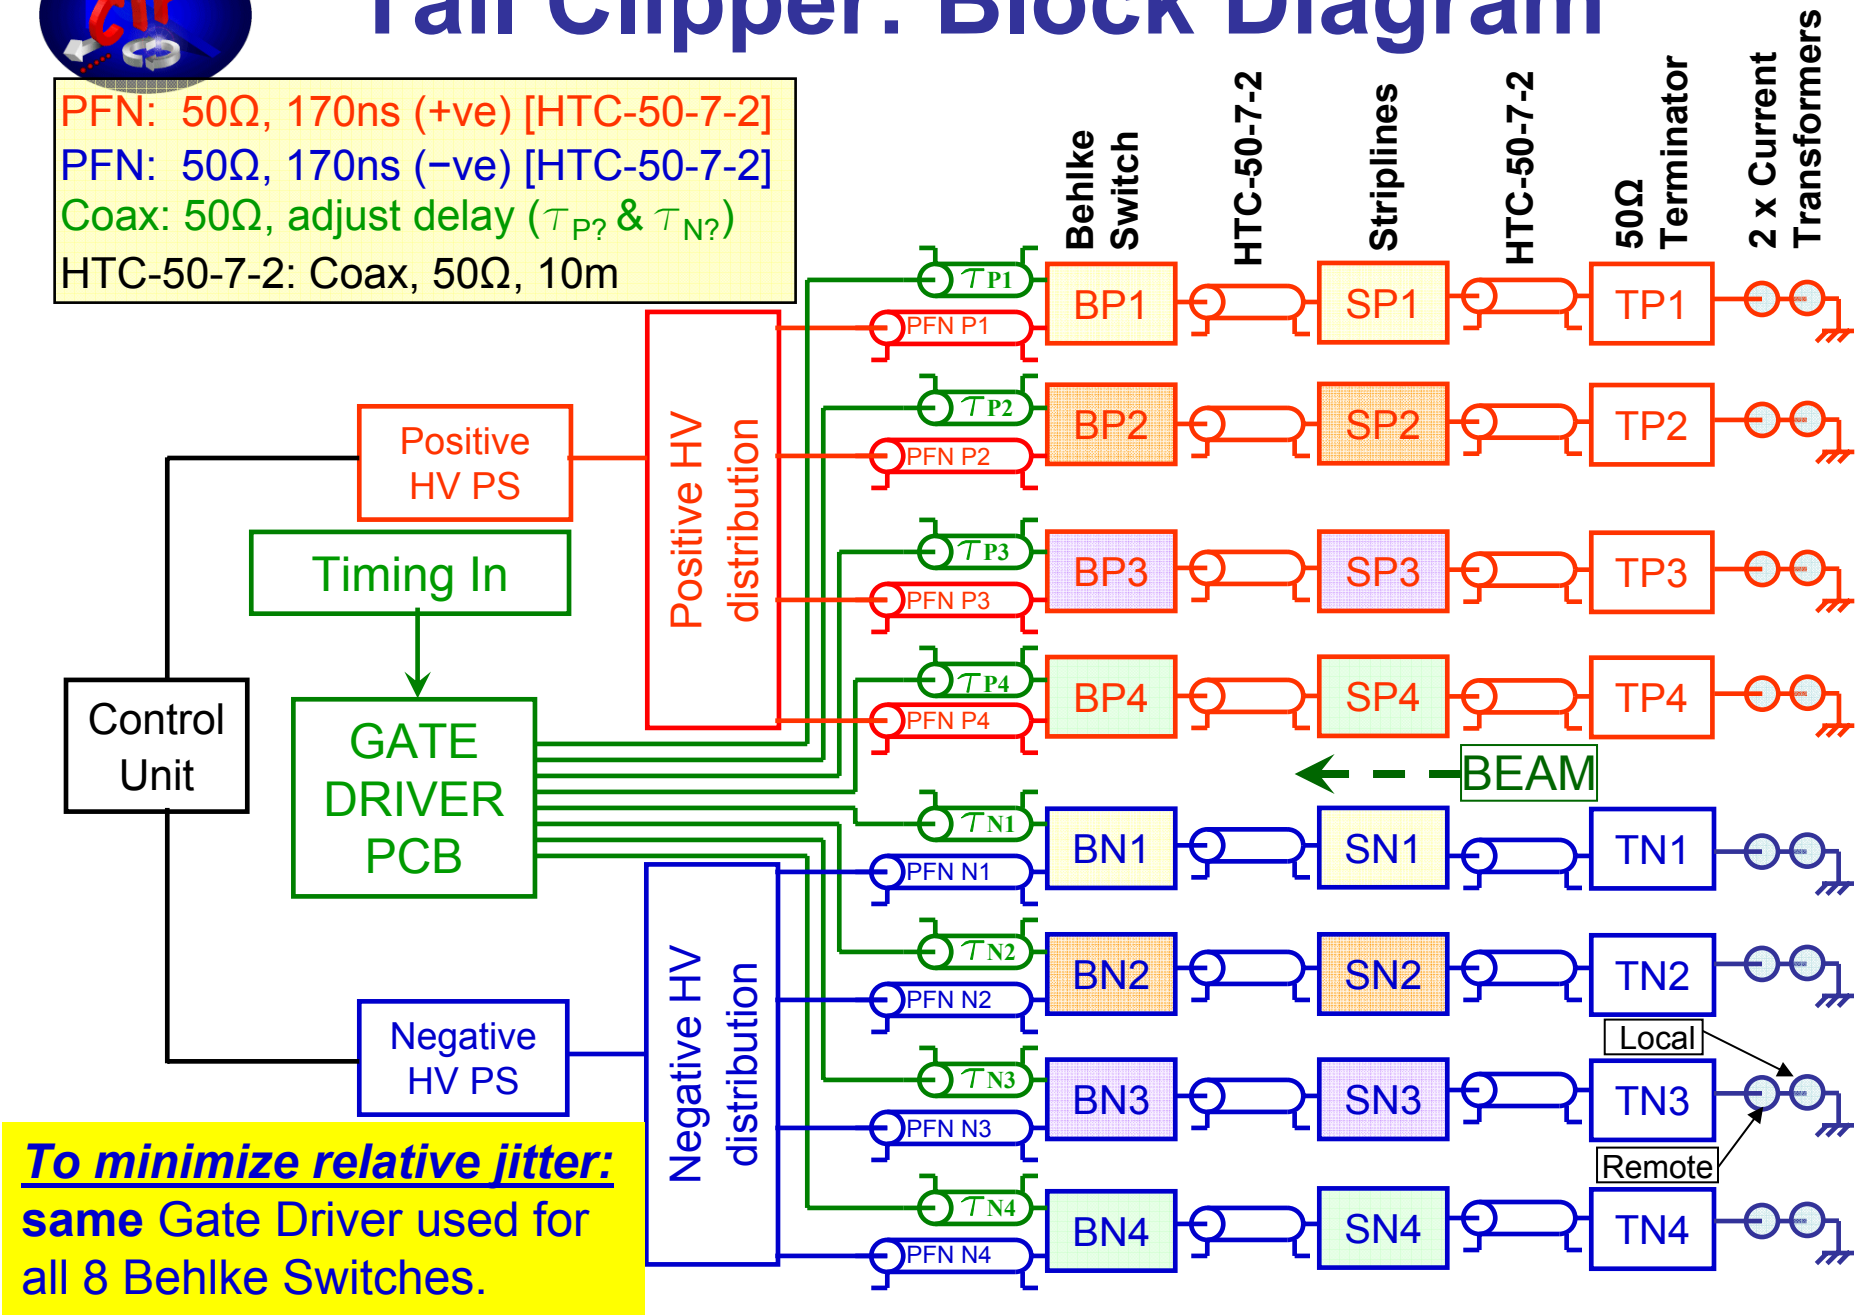 CTF
Tail Clipper: Block Diagram
PFN: 50Ω, 170ns (+ve) [HTC-50-7-2]
PFN: 50Ω, 170ns (−ve) [HTC-50-7-2]
Coax: 50Ω, adjust delay (τP? & τN?)
HTC-50-7-2: Coax, 50Ω, 10m
Behlke
Switch
HTC-50-7-2
Striplines
HTC-50-7-2
50Ω
Terminator
2 x Current
Transformers
τP1
PFN P1
BP1
SP1
TP1
τP2
PFN P2
BP2
SP2
TP2
τP3
PFN P3
BP3
SP3
TP3
τP4
PFN P4
BP4
SP4
TP4
Positive
HV PS
Positive HV
distribution
Timing In
Control
Unit
GATE
DRIVER
PCB
BEAM
τN1
PFN N1
BN1
SN1
TN1
τN2
PFN N2
BN2
SN2
TN2
Local
τN3
PFN N3
BN3
SN3
TN3
Remote
τN4
PFN N4
BN4
SN4
TN4
Negative
HV PS
Negative HV
distribution
To minimize relative jitter:
same Gate Driver used for
all 8 Behlke Switches.